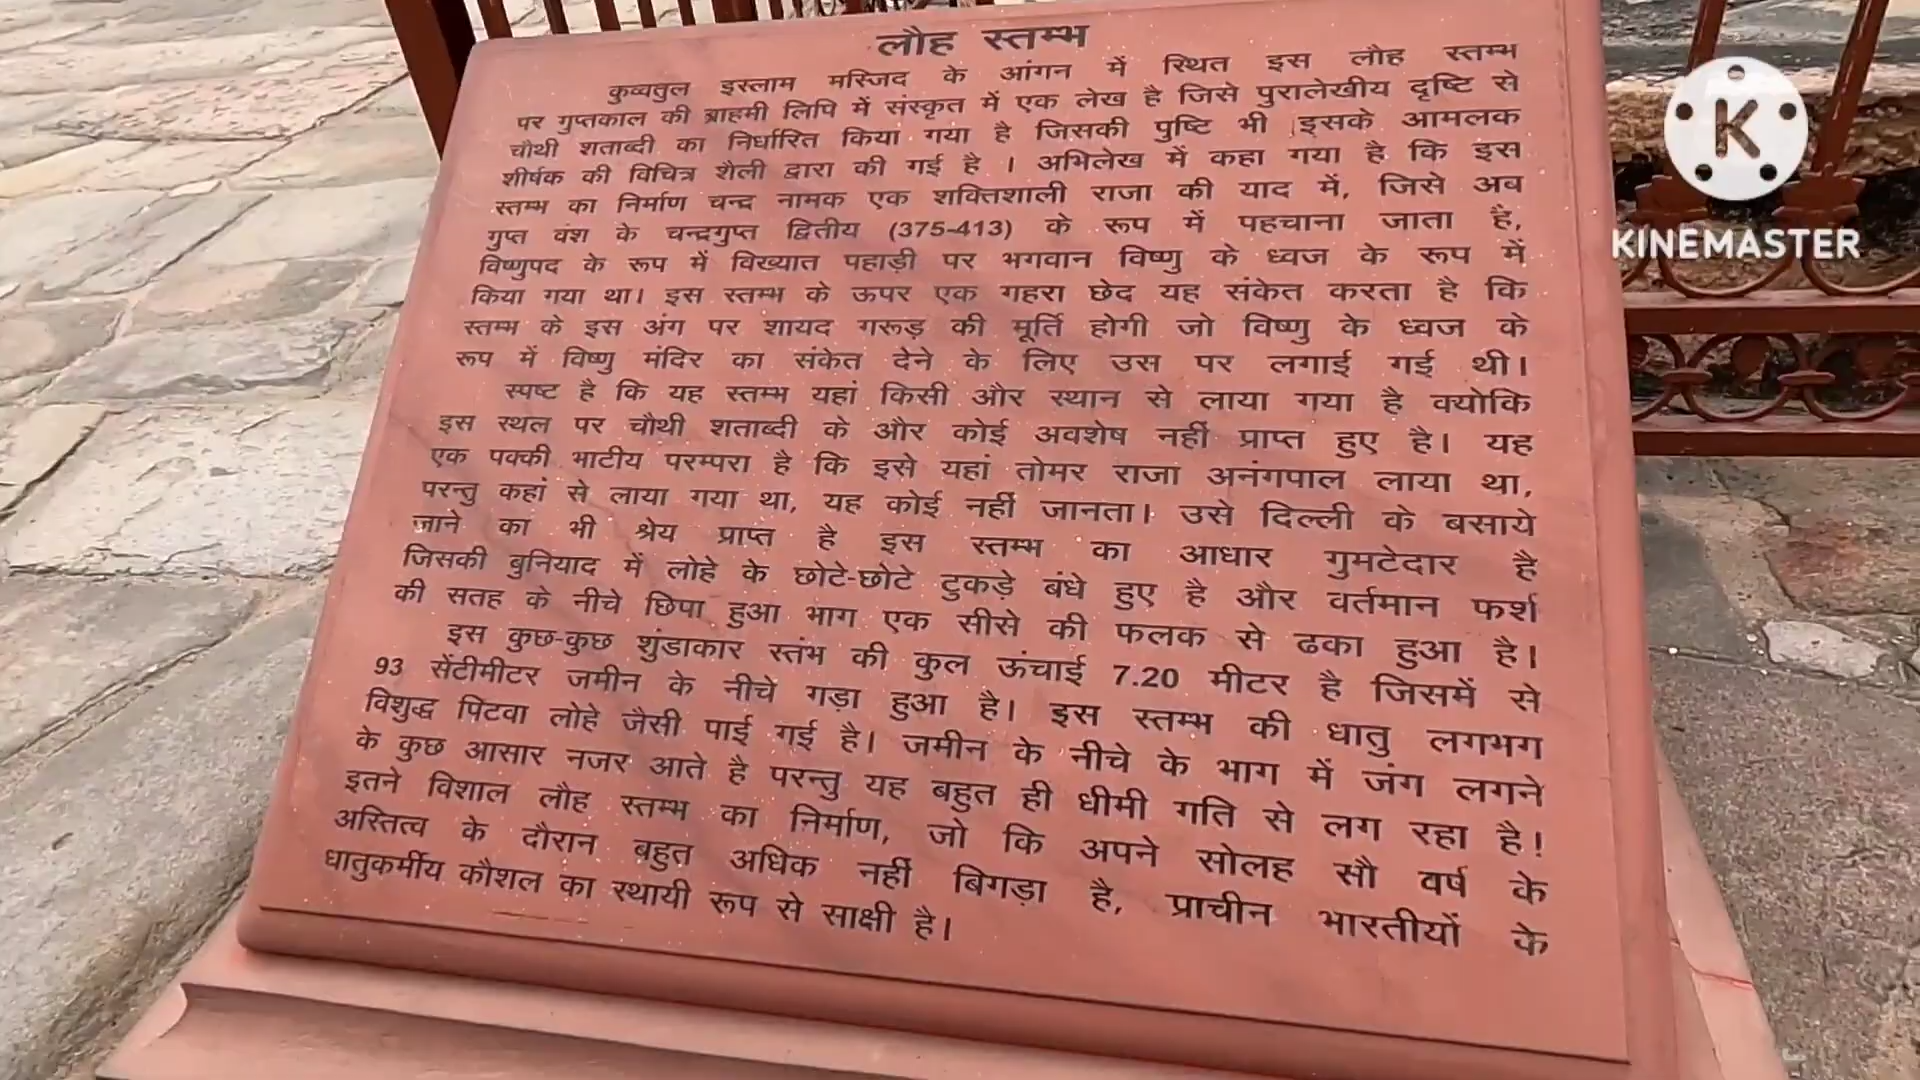 लौह स्तम्भ
कुव्वतुल इस्लाम मस्जिद के आंगन में स्थित इस लौह स्तम्भ
पर गुप्तकाल की ब्राहमी लिपि में संस्कृत में एक लेख है जिसे पुरालेखीय दृष्टि से
चौथी शताब्दी का निर्धारित किया गया है जिसकी पुष्टि भी इसके आमलक
शीर्षक की विचित्र शैली द्वारा की गई है । अभिलेख में कहा गया है कि इस
स्तम्भ का निर्माण चन्द्र नामक एक शक्तिशाली राजा की याद में, जिसे अब
गुप्त वंश के चन्द्रगुप्त द्वितीय (375-413) के रूप में पहचाना जाता है,
विष्णुपद के रूप में विख्यात पहाड़ी पर भगवान विष्णु के ध्वज के रूप में
किया गया था। इस स्तम्भ के ऊपर एक गहरा छेद यह संकेत करता है कि
स्तम्भ के इस अंग पर शायद गरूड़ की मूर्ति होगी जो विष्णु के ध्वज के
रूप में विष्णु मंदिर का संकेत देने के लिए उस पर लगाई गई थी।
स्पष्ट है कि यह स्तम्भ यहां किसी और स्थान से लाया गया है क्योकि
इस स्थल पर चौथी शताब्दी के और कोई अवशेष नहीं प्राप्त हुए है। यह
एक पक्की भाटीय परम्परा है कि इसे यहां तोमर राजा अनंगपाल लाया था,
परन्तु कहां से लाया गया था, यह कोई नहीं जानता। उसे दिल्ली के बसाये
जाने का भी श्रेय प्राप्त है इस स्तम्भ का आधार गुमटेदार है
जिसकी बुनियाद में लोहे के छोटे-छोटे टुकड़े बंधे हुए है और वर्तमान फर्श
की सतह के नीचे छिपा हुआ भाग एक सीसे की फलक से ढका हुआ है।
इस कुछ-कुछ शुंडाकार स्तंभ की कुल ऊंचाई 7.20 मीटर है जिसमें से
93 सेंटीमीटर जमीन के नीचे गड़ा हुआ है। इस स्तम्भ की धातु लगभग
विशुद्ध पिटवा लोहे जैसी पाई गई है। जमीन के नीचे के भाग में जंग लगने
के कुछ आसार नजर आते है परन्तु यह बहुत ही धीमी गति से लग रहा है!
इतने विशाल लौह स्तम्भ का निर्माण, जो कि अपने सोलह सौ वर्ष के
अस्तित्व के दौरान बहुत अधिक नहीं बिगड़ा है, प्राचीन भारतीयों के
धातुकर्मीय कौशल का स्थायी रूप से साक्षी है।
K
KINEMASTER